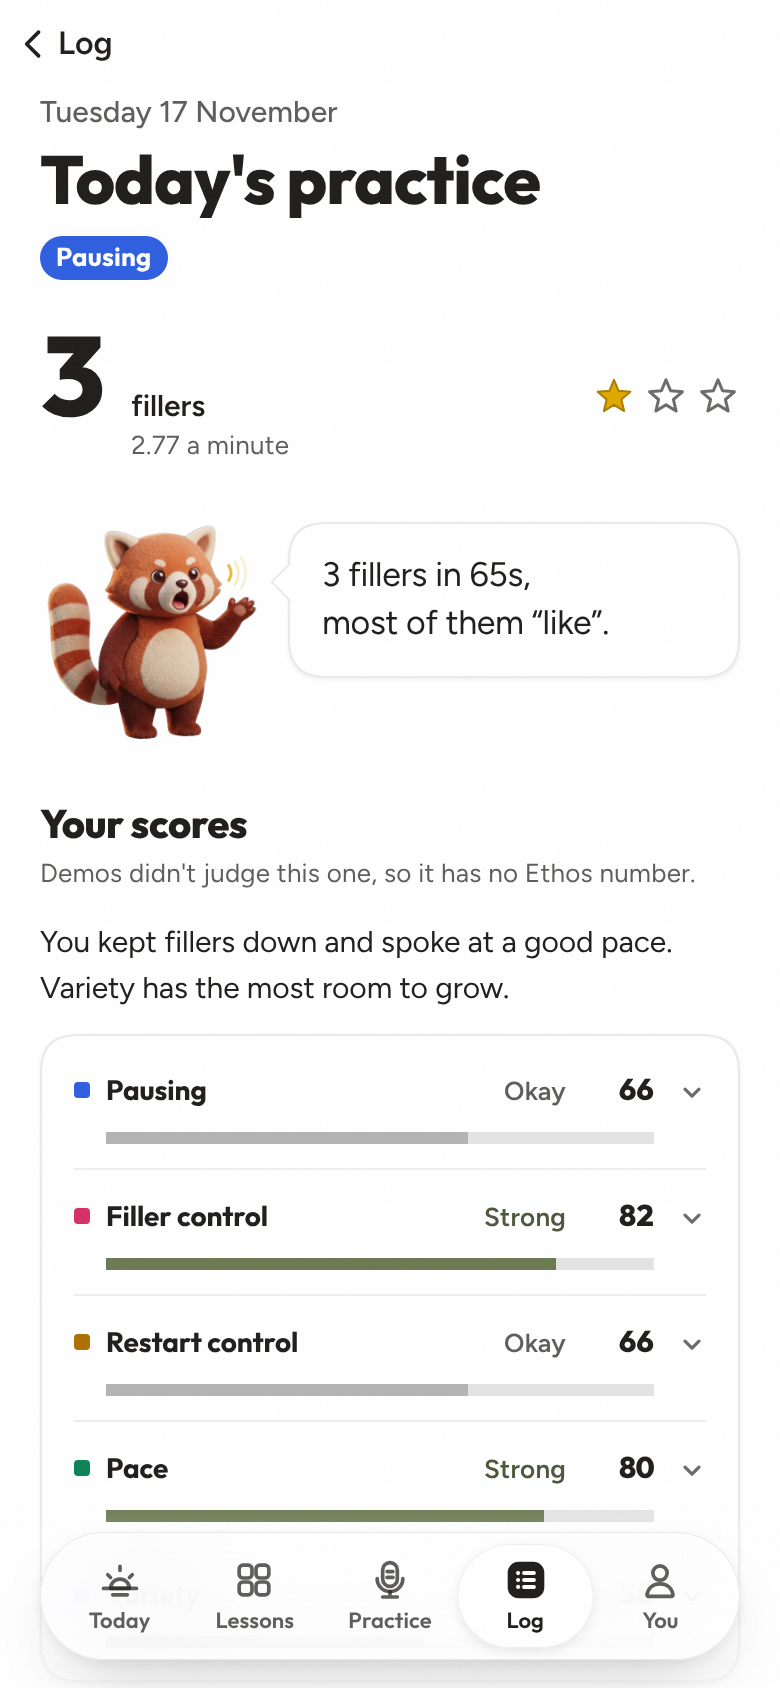 Log
Tuesday 17 November
Today's practice
Pausing
3
fillers
2.77 a minute
3 fillers in 65s,
most of them “like”.
Your scores
Demos didn't judge this one, so it has no Ethos number.
You kept fillers down and spoke at a good pace.
Variety has the most room to grow.
Pausing Okay 66
Filler control Strong 82
Restart control Okay 66
Pace Strong 80
Variety
Today Lessons Practice Log You